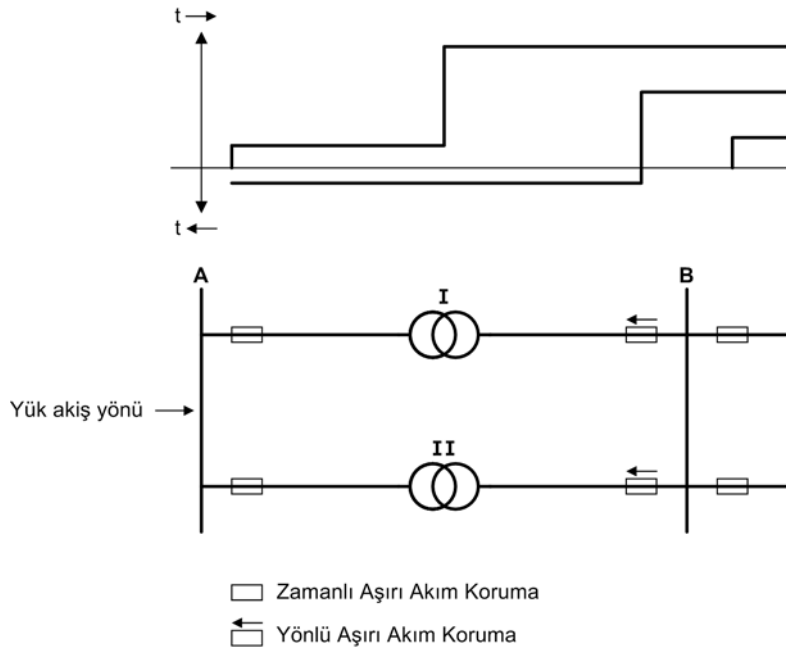 t →
t ←
A
B
I
Yük akiş yönü →
II
Zamanlı Aşırı Akım Koruma
Yönlü Aşırı Akım Koruma